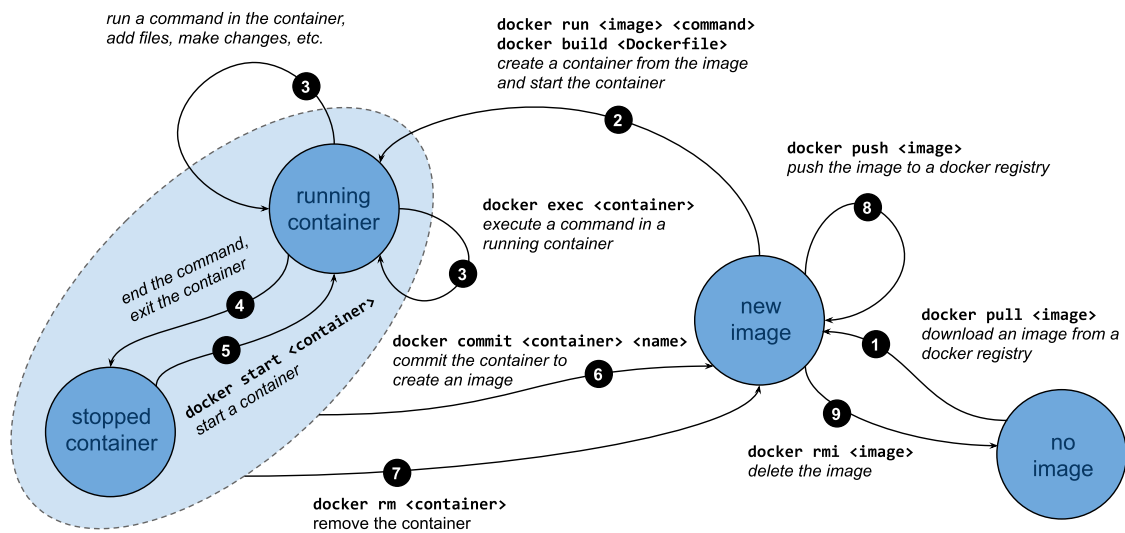 run a command in the container,
add files, make changes, etc.
3
docker run <image> <command>
docker build <Dockerfile>
create a container from the image
and start the container
2
docker push <image>
push the image to a docker registry
8
running
container
docker exec <container>
execute a command in a
running container
3
end the command,
exit the container
4
5
docker start <container>
start a container
new
image
docker pull <image>
download an image from a
docker registry
1
docker commit <container> <name>
commit the container to
create an image
6
stopped
container
9
docker rmi <image>
delete the image
no
image
7
docker rm <container>
remove the container